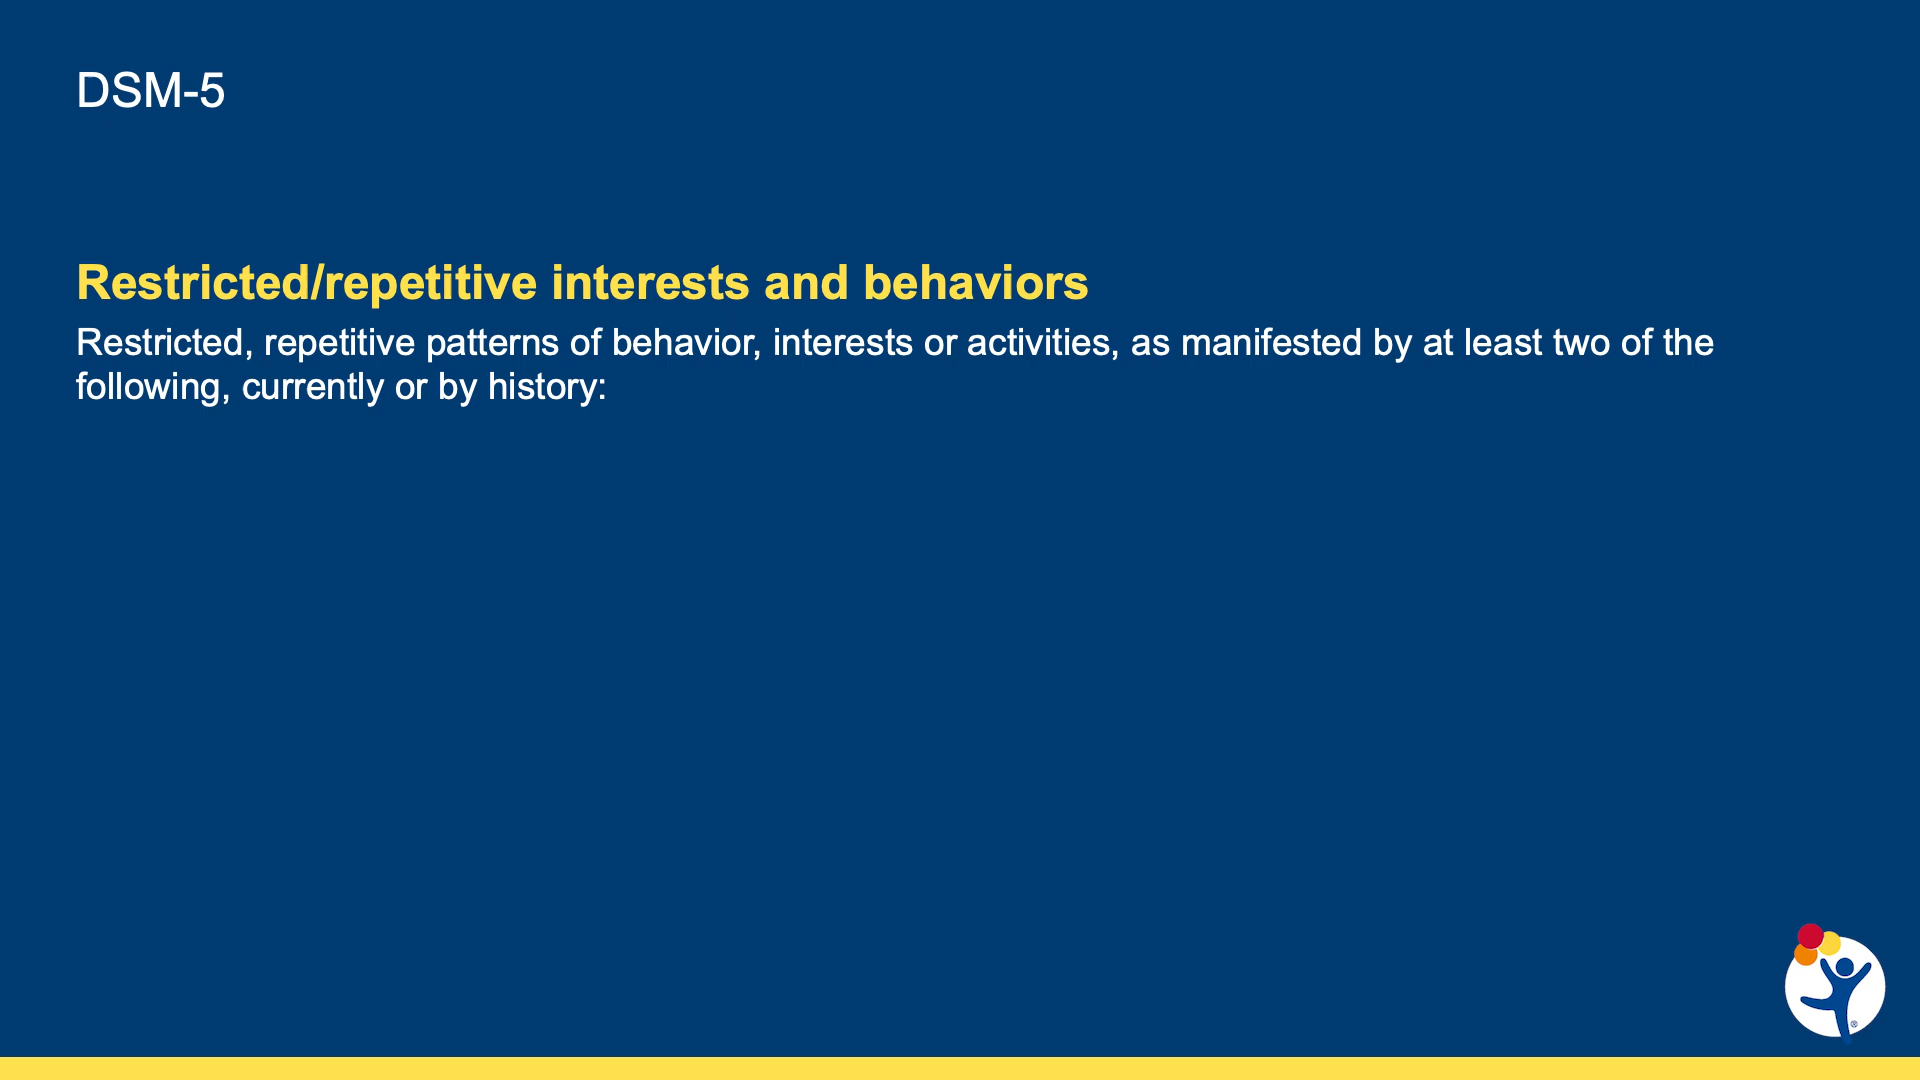 DSM-5
Restricted/repetitive interests and behaviors
Restricted, repetitive patterns of behavior, interests or activities, as manifested by at least two of the
following, currently or by history:
®